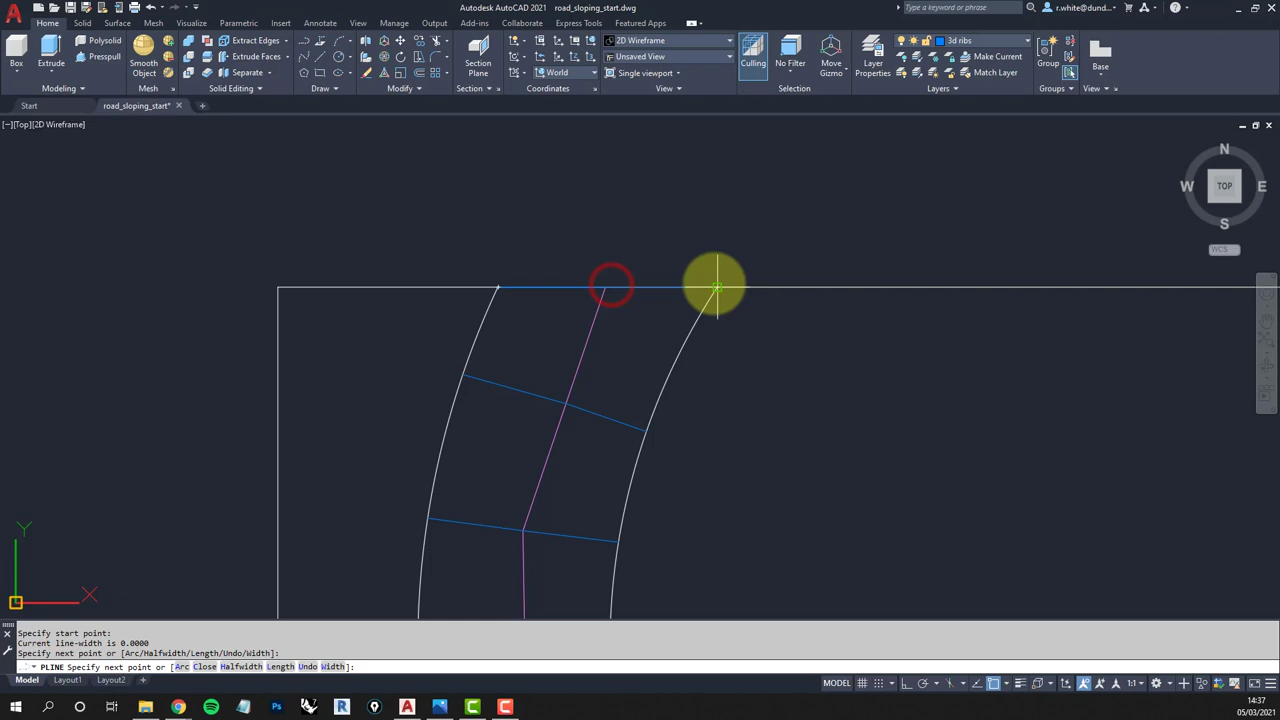 Autodesk AutoCAD 2021 road_sloping_start.dwg
Type a keyword or phrase
r.white@dund...
Home Solid Surface Mesh Visualize Parametric Insert Annotate View Manage Output Add-ins Collaborate Express Tools Featured Apps
Box
Extrude
Polysolid
Presspull
Smooth Object
Extract Edges
Extrude Faces
Separate
Section Plane
World
2D Wireframe
Unsaved View
Single viewport
Culling
No Filter
Move Gizmo
Layer Properties
3d ribs
Make Current
Match Layer
Group
Base
Modeling
Mesh
Solid Editing
Draw
Modify
Section
Coordinates
View
Selection
Layers
Groups
View
Start road_sloping_start*
[−][Top][2D Wireframe]
N
W TOP E
S
WCS
Y
X
Specify start point:
Current line-width is 0.0000
Specify next point or [Arc/Halfwidth/Length/Undo/Width]:
PLINE Specify next point or [Arc Close Halfwidth Length Undo Width]:
Model Layout1 Layout2
MODEL
1:1
14:37
05/03/2021